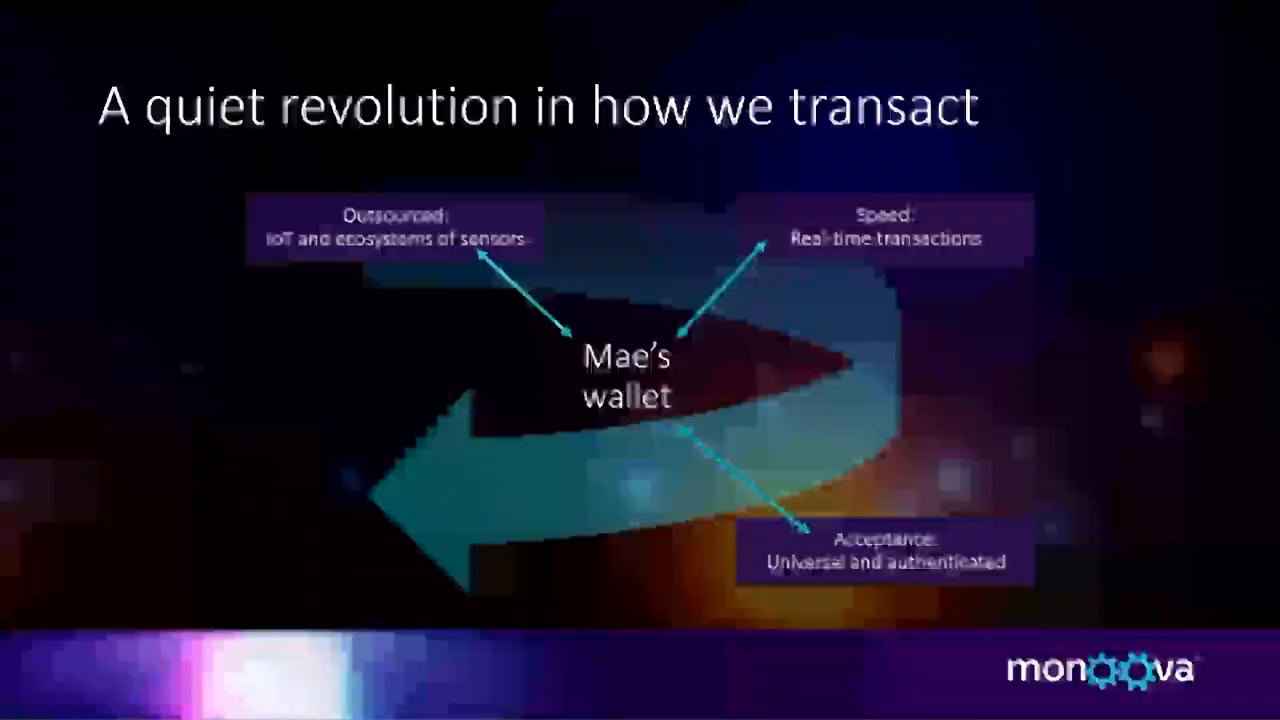 A quiet revolution in how we transact
Outsourced:
IoT and ecosystems of sensors
Speed:
Real-time transactions
Mae's
wallet
Acceptance:
Universal and authenticated
monoova